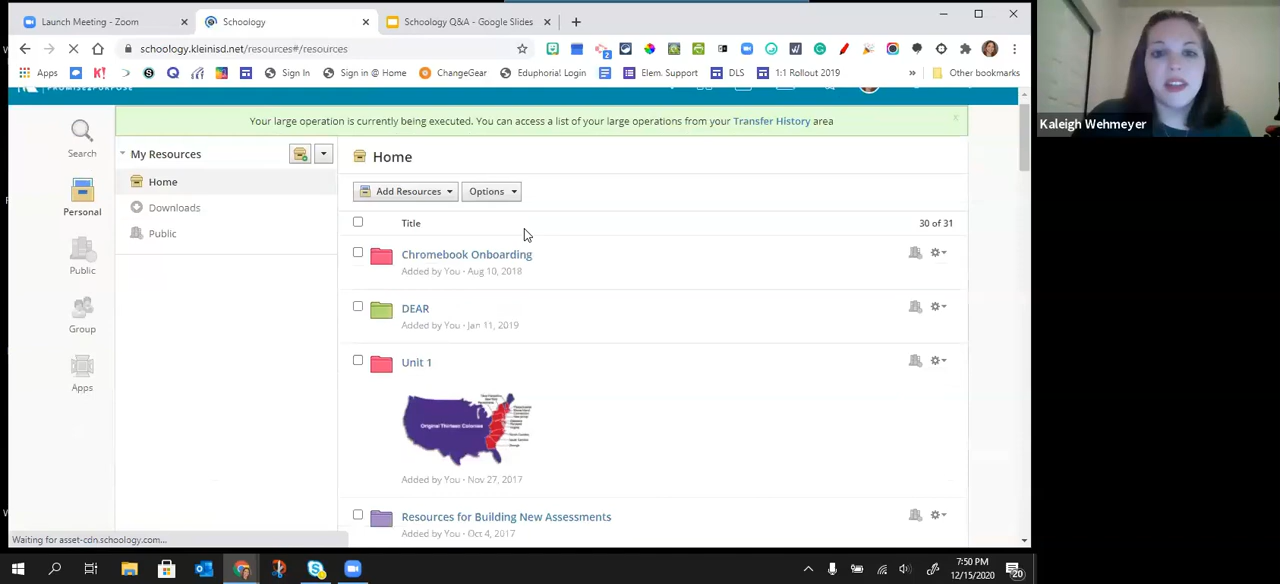 Launch Meeting - Zoom
Schoology
Schoology Q&A - Google Slides
schoology.kleinisd.net/resources#/resources
Apps
Sign In
Sign in @ Home
ChangeGear
Euphoria! Login
Elem. Support
DLS
1:1 Rollout 2019
Other bookmarks
PROMISE2PURPOSE
Your large operation is currently being executed. You can access a list of your large operations from your Transfer History area
Search
Personal
Public
Group
Apps
My Resources
Home
Downloads
Public
Home
Add Resources
Options
Title
30 of 31
Chromebook Onboarding
Added by You · Aug 10, 2018
DEAR
Added by You · Jan 11, 2019
Unit 1
Original Thirteen Colonies
Added by You · Nov 27, 2017
Resources for Building New Assessments
Added by You · Oct 4, 2017
Waiting for asset-cdn.schoology.com...
7:50 PM
12/15/2020
20
Kaleigh Wehmeyer